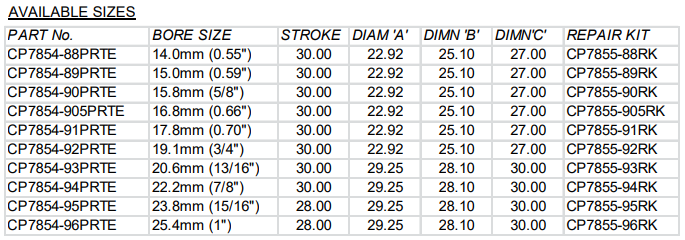 AVAILABLE SIZES
PART No. BORE SIZE STROKE DIAM 'A' DIMN 'B' DIMN'C' REPAIR KIT
CP7854-88PRTE 14.0mm (0.55") 30.00 22.92 25.10 27.00 CP7855-88RK
CP7854-89PRTE 15.0mm (0.59") 30.00 22.92 25.10 27.00 CP7855-89RK
CP7854-90PRTE 15.8mm (5/8") 30.00 22.92 25.10 27.00 CP7855-90RK
CP7854-905PRTE 16.8mm (0.66") 30.00 22.92 25.10 27.00 CP7855-905RK
CP7854-91PRTE 17.8mm (0.70") 30.00 22.92 25.10 27.00 CP7855-91RK
CP7854-92PRTE 19.1mm (3/4") 30.00 22.92 25.10 27.00 CP7855-92RK
CP7854-93PRTE 20.6mm (13/16") 30.00 29.25 28.10 30.00 CP7855-93RK
CP7854-94PRTE 22.2mm (7/8") 30.00 29.25 28.10 30.00 CP7855-94RK
CP7854-95PRTE 23.8mm (15/16") 28.00 29.25 28.10 30.00 CP7855-95RK
CP7854-96PRTE 25.4mm (1") 28.00 29.25 28.10 30.00 CP7855-96RK